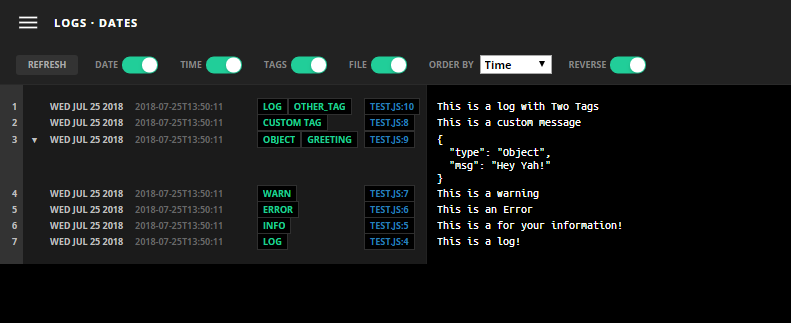 LOGS · DATES
REFRESH DATE TIME TAGS FILE ORDER BY Time ▼ REVERSE
1 WED JUL 25 2018 2018-07-25T13:50:11 LOG OTHER_TAG TEST.JS:10 This is a log with Two Tags
2 WED JUL 25 2018 2018-07-25T13:50:11 CUSTOM TAG TEST.JS:8 This is a custom message
3 ▼ WED JUL 25 2018 2018-07-25T13:50:11 OBJECT GREETING TEST.JS:9 {
"type": "Object",
"msg": "Hey Yah!"
}
4 WED JUL 25 2018 2018-07-25T13:50:11 WARN TEST.JS:7 This is a warning
5 WED JUL 25 2018 2018-07-25T13:50:11 ERROR TEST.JS:6 This is an Error
6 WED JUL 25 2018 2018-07-25T13:50:11 INFO TEST.JS:5 This is a for your information!
7 WED JUL 25 2018 2018-07-25T13:50:11 LOG TEST.JS:4 This is a log!